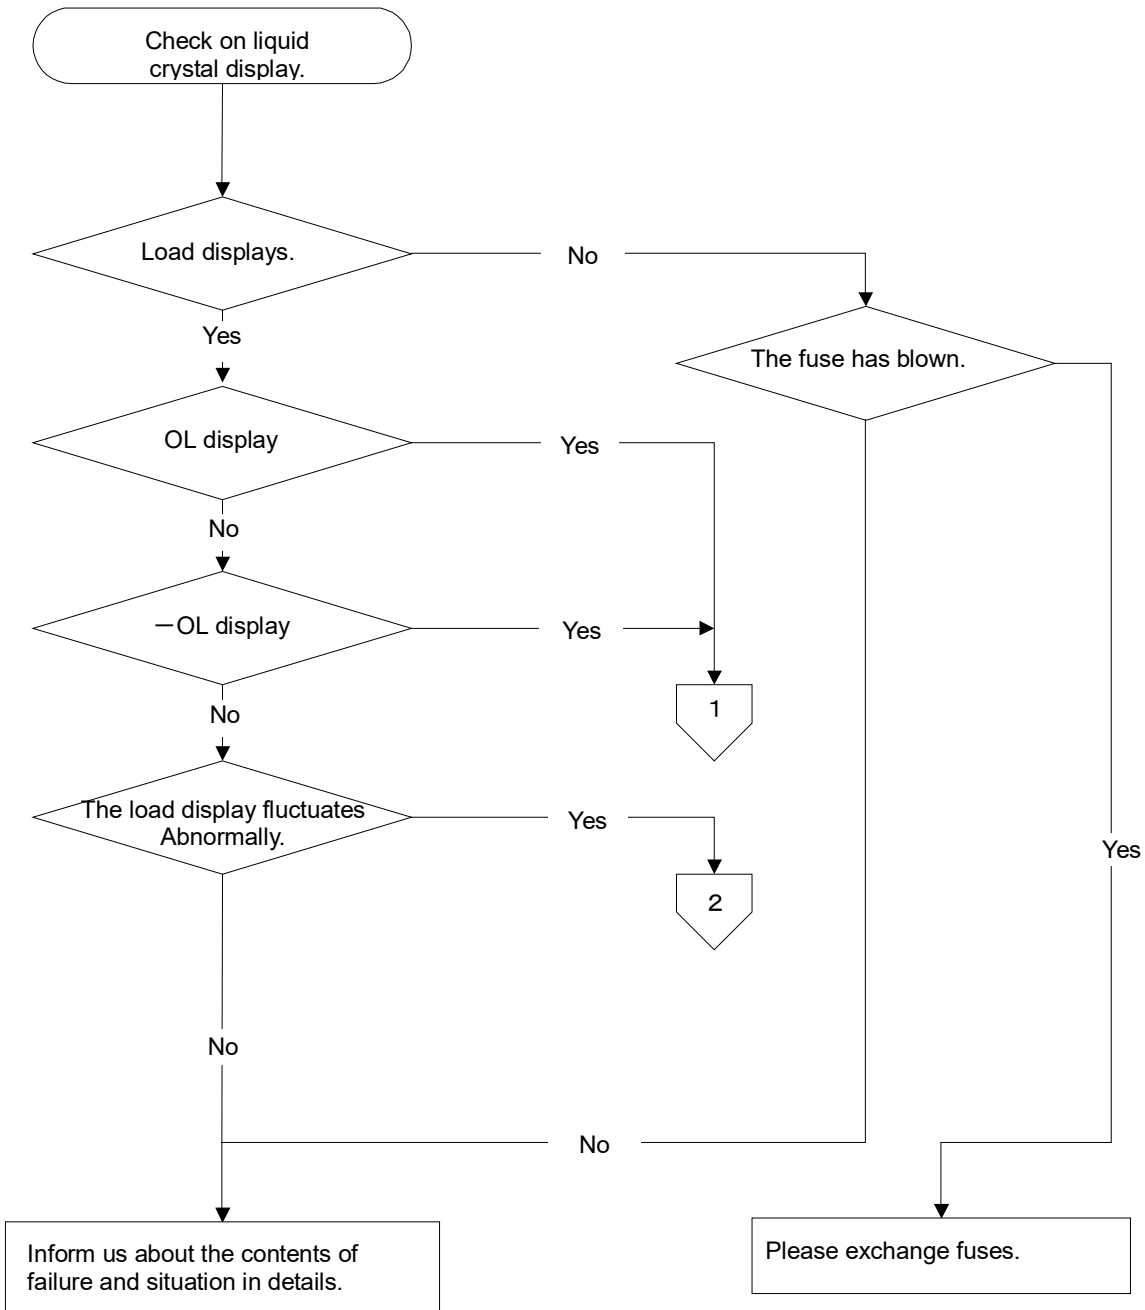 Check on liquid
crystal display.
Load displays.
No
Yes
The fuse has blown.
OL display
Yes
No
－OL display
Yes
No
1
The load display fluctuates
Abnormally.
Yes
Yes
2
No
No
Inform us about the contents of
failure and situation in details.
Please exchange fuses.